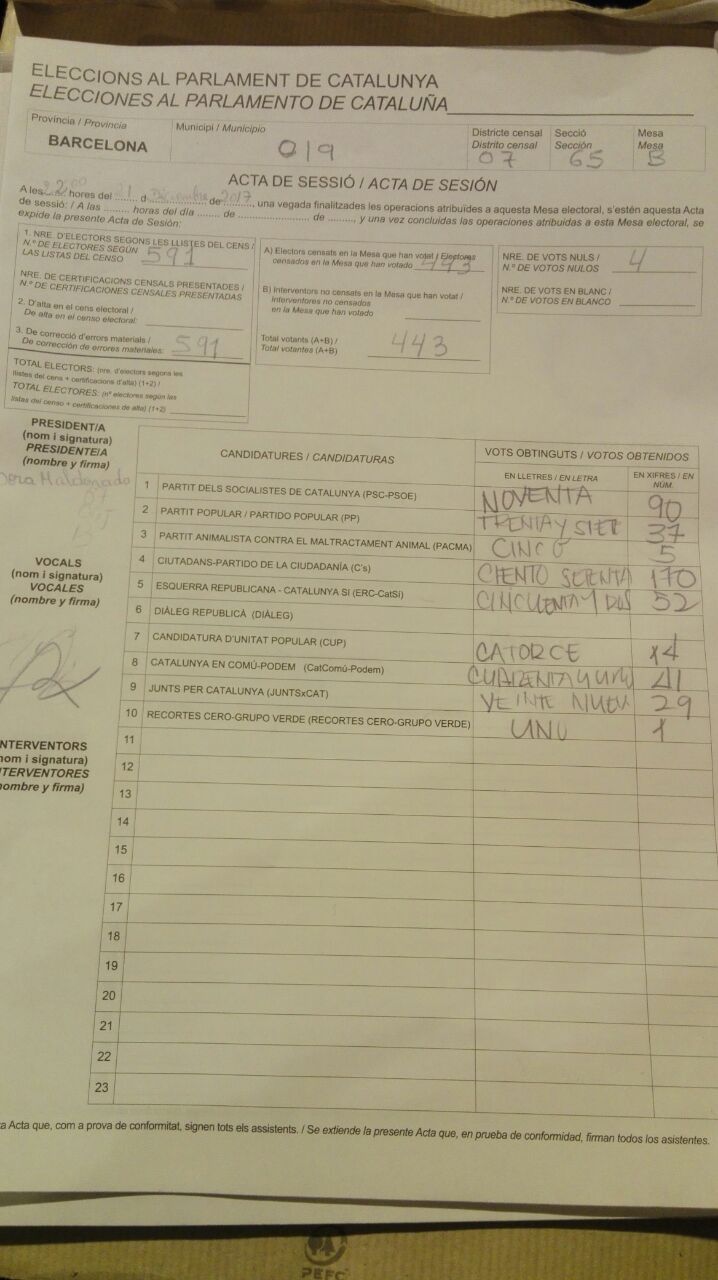 ELECCIONS AL PARLAMENT DE CATALUNYA
ELECCIONES AL PARLAMENTO DE CATALUÑA
Província / Provincia
BARCELONA
Municipi / Municipio
019
Districte censal
Distrito censal
07
Secció
Sección
65
Mesa
Mesa
B
ACTA DE SESSIÓ / ACTA DE SESIÓN
A les 22'00 hores del 21 d Diciembre de 2017, una vegada finalitzades les operacions atribuïdes a aquesta Mesa electoral, s'estén aquesta Acta
de sessió: / A las ........ horas del día ........ de ........................ de ........, y una vez concluidas las operaciones atribuidas a esta Mesa electoral, se
expide la presente Acta de Sesión:
1. NRE. D'ELECTORS SEGONS LES LLISTES DEL CENS /
N.º DE ELECTORES SEGÚN
LAS LISTAS DEL CENSO 591
NRE. DE CERTIFICACIONS CENSALS PRESENTADES /
N.º DE CERTIFICACIONES CENSALES PRESENTADAS
2. D'alta en el cens electoral /
De alta en el censo electoral:
3. De correcció d'errors materials /
De corrección de errores materiales: 591
TOTAL ELECTORS: (nre. d'electors segons les
llistes del cens + certificacions d'alta) (1+2) /
TOTAL ELECTORES: (nº electores según las
listas del censo + certificaciones de alta) (1+2)
A) Electors censats en la Mesa que han votat / Electores
censados en la Mesa que han votado 443
B) Interventors no censats en la Mesa que han votat /
Interventores no censados
en la Mesa que han votado
Total votants (A+B) /
Total votantes (A+B) 443
NRE. DE VOTS NULS /
N.º DE VOTOS NULOS 4
NRE. DE VOTS EN BLANC /
N.º DE VOTOS EN BLANCO
PRESIDENT/A
(nom i signatura)
PRESIDENTE/A
(nombre y firma)
Maldonado
VOCALS
(nom i signatura)
VOCALES
(nombre y firma)
NTERVENTORS
nom i signatura)
NTERVENTORES
nombre y firma)
CANDIDATURES / CANDIDATURAS
VOTS OBTINGUTS / VOTOS OBTENIDOS
EN LLETRES / EN LETRA
EN XIFRES / EN
NÚM.
1 PARTIT DELS SOCIALISTES DE CATALUNYA (PSC-PSOE) NOVENTA 90
2 PARTIT POPULAR / PARTIDO POPULAR (PP) TRENIA Y SIETE 37
3 PARTIT ANIMALISTA CONTRA EL MALTRACTAMENT ANIMAL (PACMA) CINCO 5
4 CIUTADANS-PARTIDO DE LA CIUDADANÍA (C's) CIENTO SETENTA 170
5 ESQUERRA REPUBLICANA - CATALUNYA SI (ERC-CatSí) CINCUENTA Y DOS 52
6 DIÀLEG REPUBLICÀ (DIÀLEG)
7 CANDIDATURA D'UNITAT POPULAR (CUP) CATORCE 14
8 CATALUNYA EN COMÚ-PODEM (CatComú-Podem) CUARENTA Y UNO 41
9 JUNTS PER CATALUNYA (JUNTSxCAT) VEINTE NUEV 29
10 RECORTES CERO-GRUPO VERDE (RECORTES CERO-GRUPO VERDE) UNO 1
11
12
13
14
15
16
17
18
19
20
21
22
23
a Acta que, com a prova de conformitat, signen tots els assistents. / Se extiende la presente Acta que, en prueba de conformidad, firman todos los asistentes.
PEFC